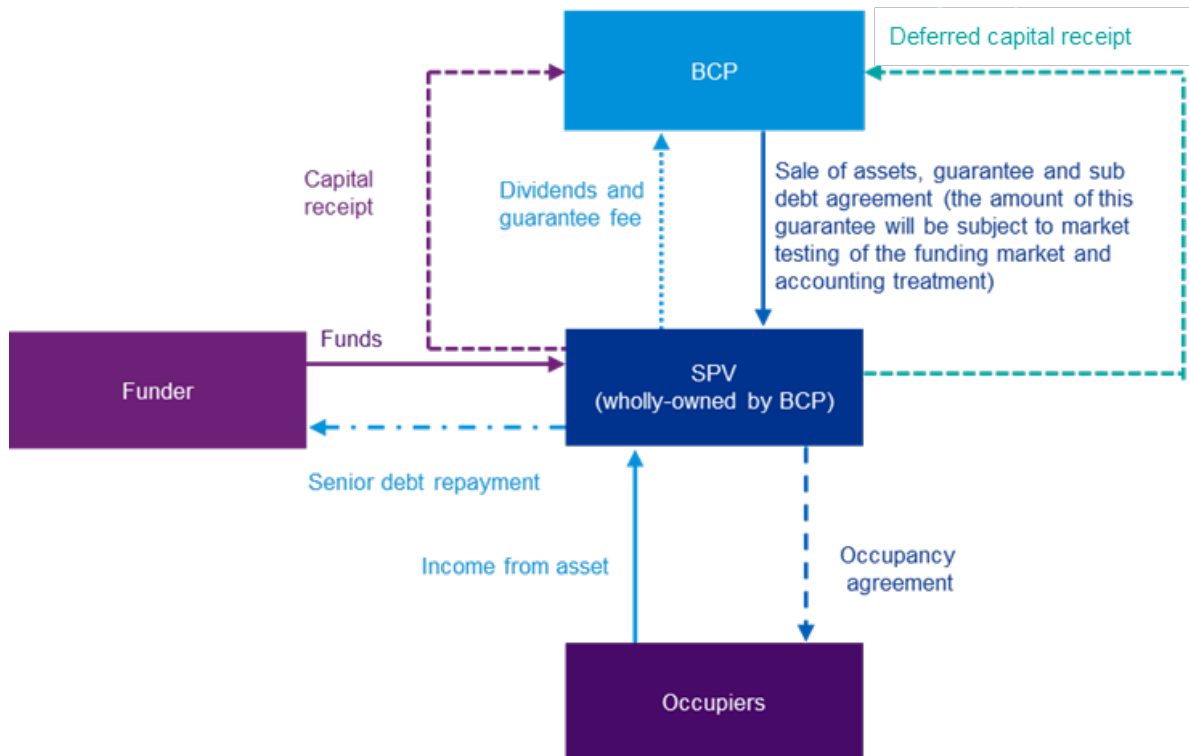 Deferred capital receipt
BCP
Capital
receipt
Dividends and
guarantee fee
Sale of assets, guarantee and sub
debt agreement (the amount of this
guarantee will be subject to market
testing of the funding market and
accounting treatment)
Funds
Funder
SPV
(wholly-owned by BCP)
Senior debt repayment
Income from asset
Occupancy
agreement
Occupiers